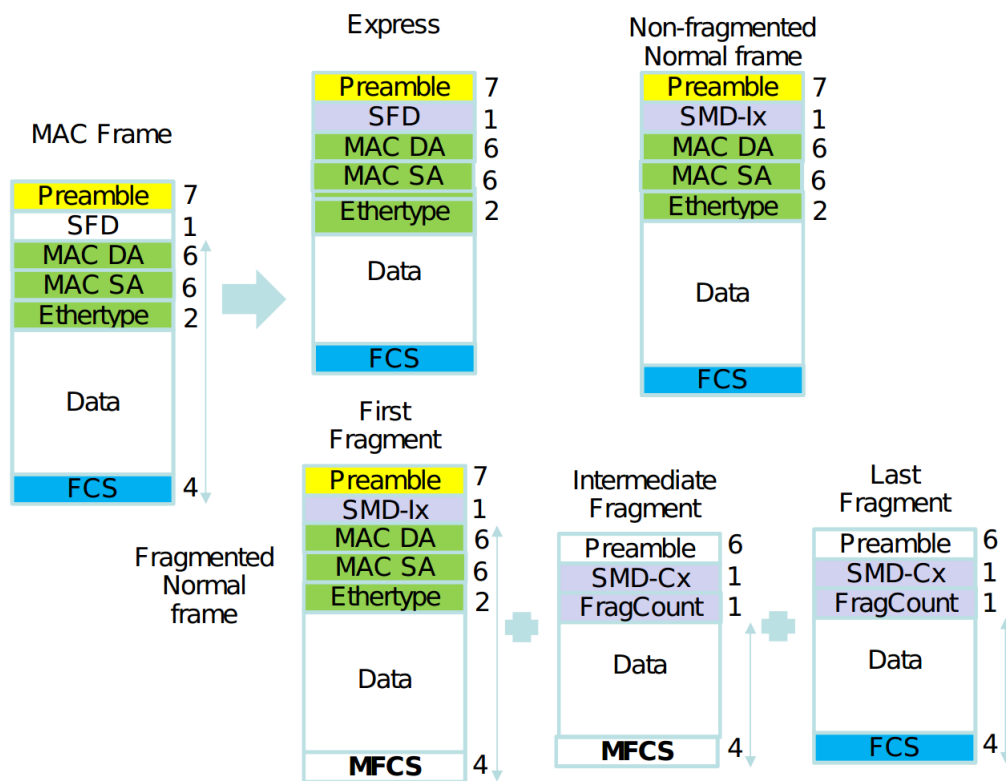 Express
Preamble 7
SFD 1
MAC DA 6
MAC SA 6
Ethertype 2
Data
FCS
Non-fragmented
Normal frame
Preamble 7
SMD-Ix 1
MAC DA 6
MAC SA 6
Ethertype 2
Data
FCS
MAC Frame
Preamble 7
SFD 1
MAC DA 6
MAC SA 6
Ethertype 2
Data
FCS 4
Fragmented
Normal
frame
First
Fragment
Preamble 7
SMD-Ix 1
MAC DA 6
MAC SA 6
Ethertype 2
Data
MFCS 4
Intermediate
Fragment
Preamble 6
SMD-Cx 1
FragCount 1
Data
MFCS 4
Last
Fragment
Preamble 6
SMD-Cx 1
FragCount 1
Data
FCS 4